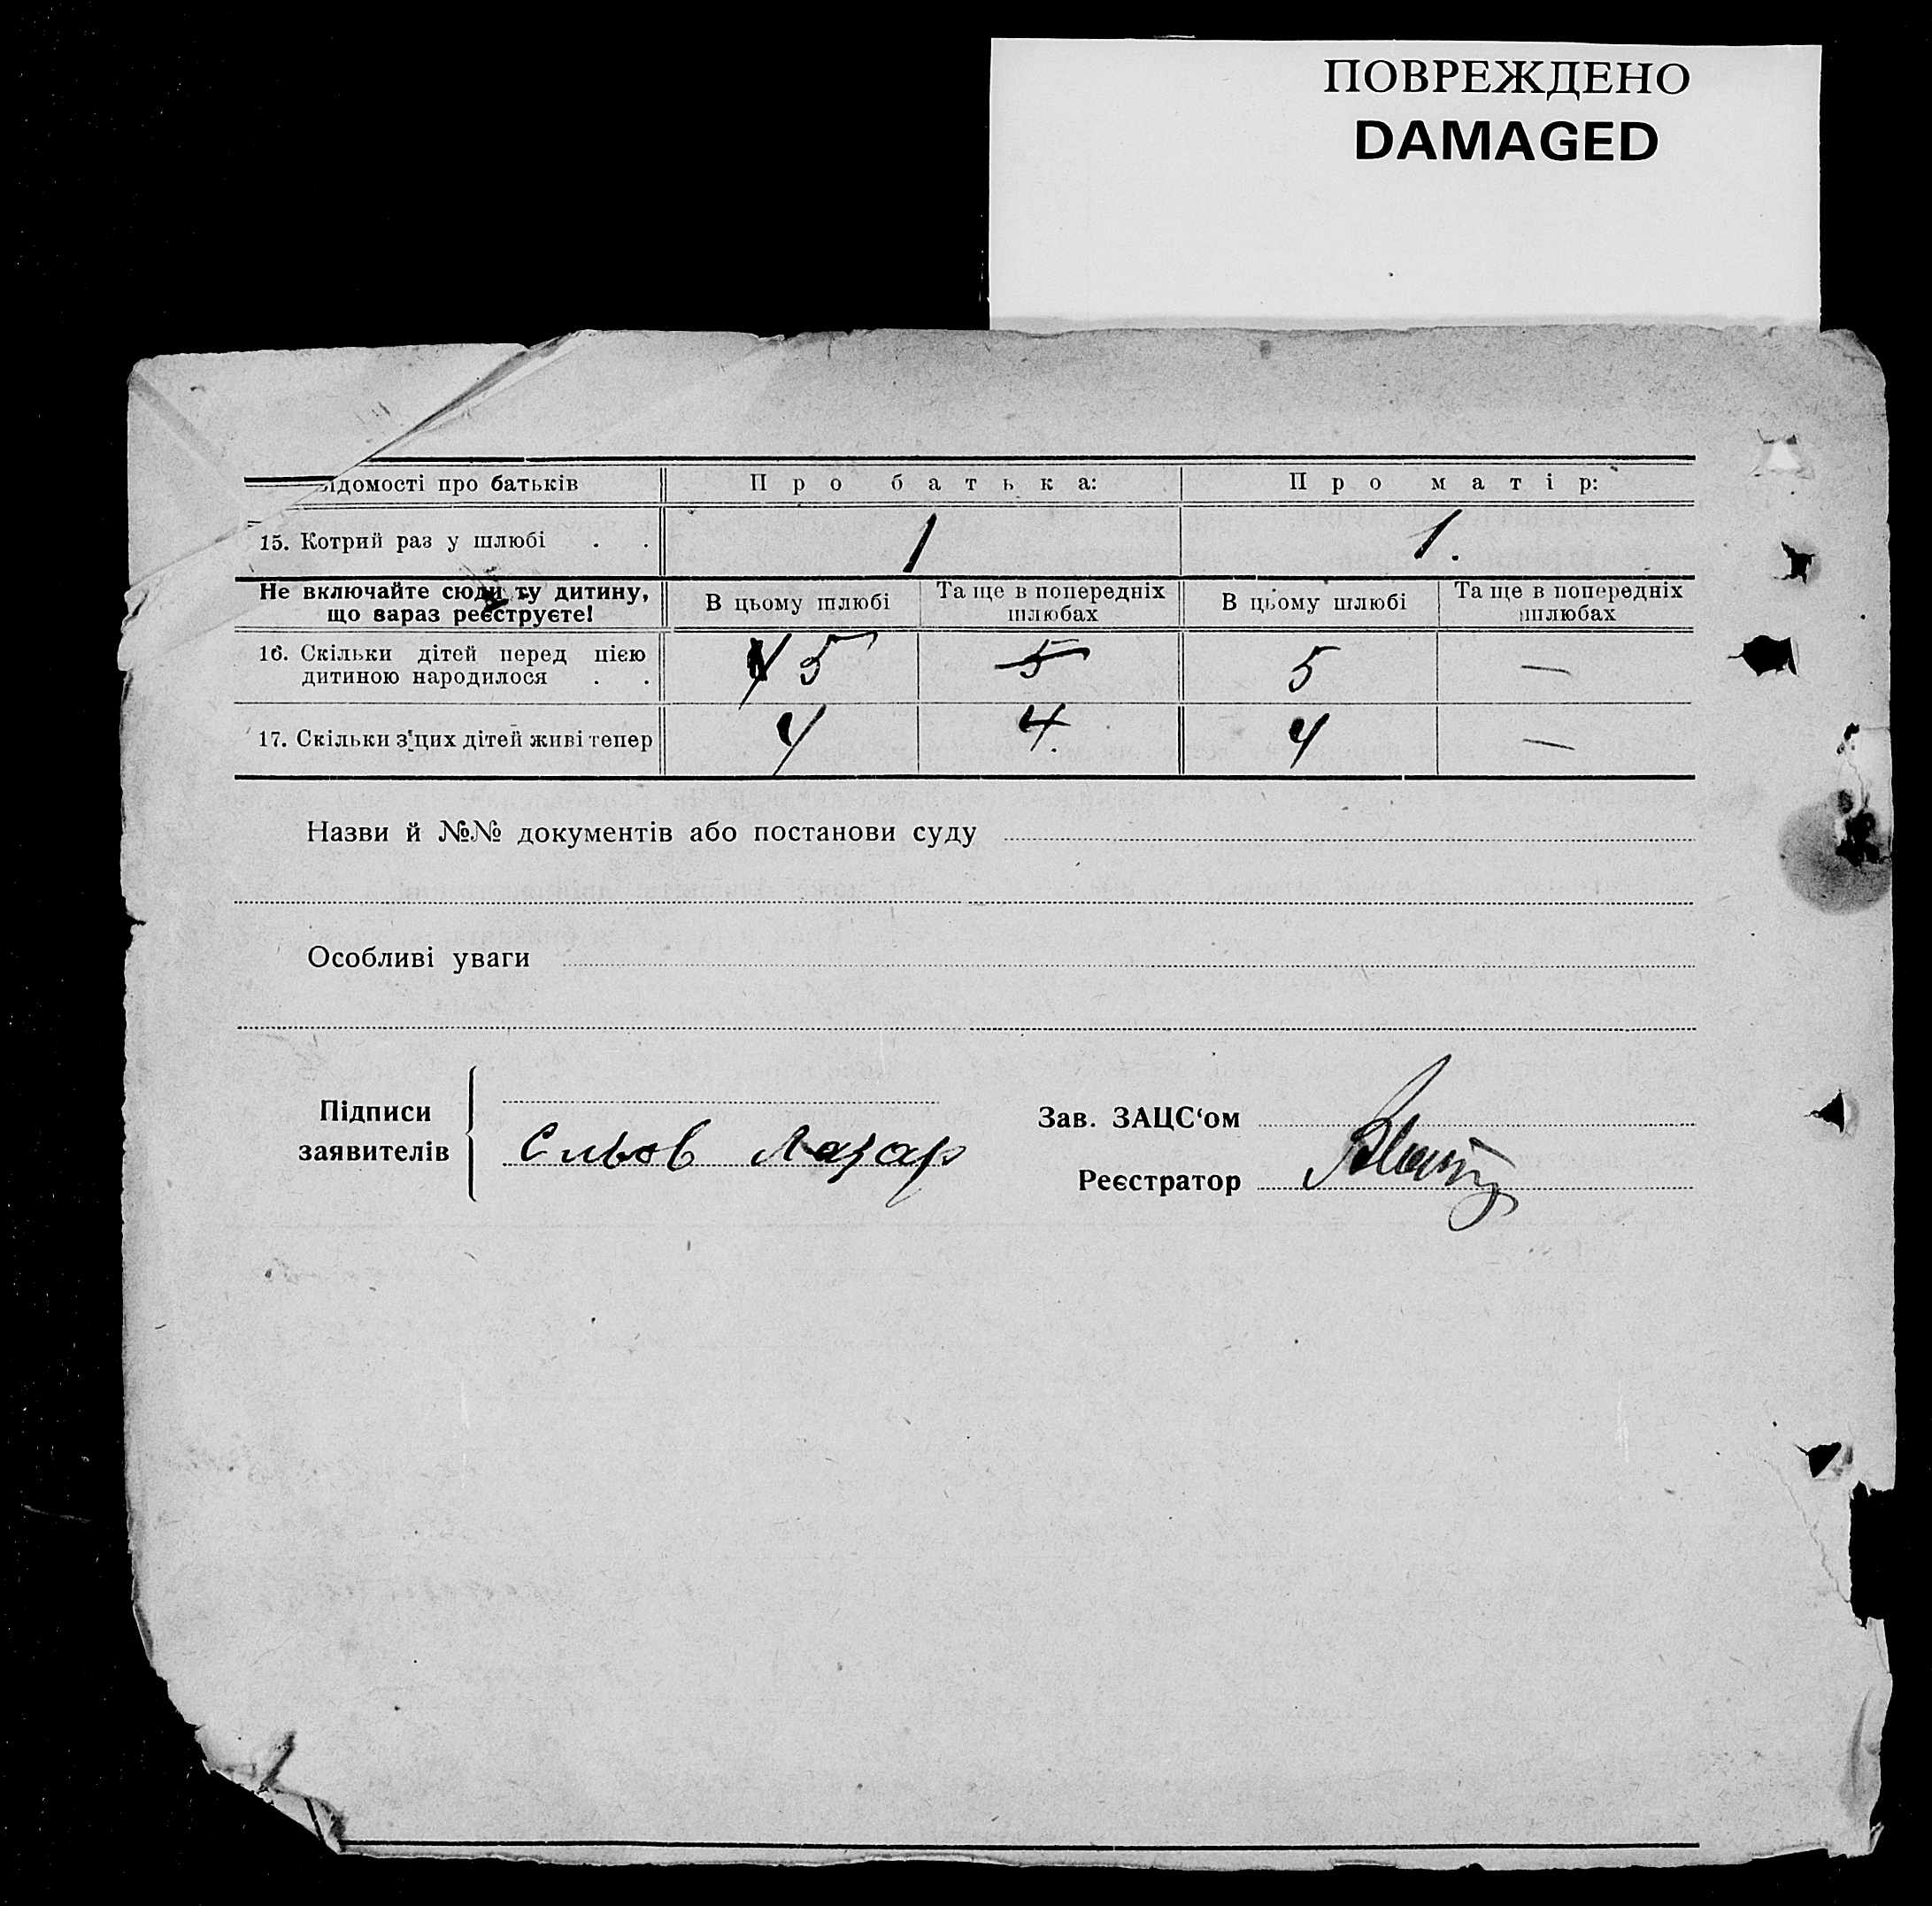 ПОВРЕЖДЕНО
DAMAGED
ідомості про батьків Про батька: Про матір:
15. Котрий раз у шлюбі . . 1 1.
Не включайте сюди ту дитину, що зараз реєструєте! В цьому шлюбі Та ще в попередніх шлюбах В цьому шлюбі Та ще в попередніх шлюбах
16. Скільки дітей перед цією
дитиною народилося . . 5 5 5 —
17. Скільки з цих дітей живі тепер 4 4. 4 —
Назви й №№ документів або постанови суду
Особливі уваги
Підписи
заявителів
Лазар
Зав. ЗАЦС‘ом
Реєстратор